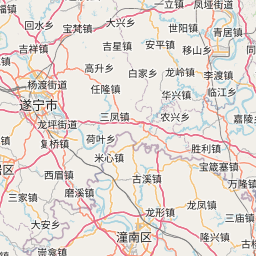 立镇
凤垭镇
回水乡
宝梵镇
大兴乡
世阳镇
青居镇
吉祥镇
吉星镇
安平镇
移山乡
高升乡
白家乡
龙岭镇
李渡镇
杨渡街道
任隆镇
华兴镇
临江乡
遂宁市
三凤镇
农兴乡
嘉陵
龙坪街道
荷叶乡
复桥镇
米心镇
胜利镇
宝箴塞镇
西眉镇
磨溪镇
古溪镇
万隆
三家镇
龙形镇
龙凤镇
三庙
大安乡
潼南区
隆兴镇
古楼
崇龛镇